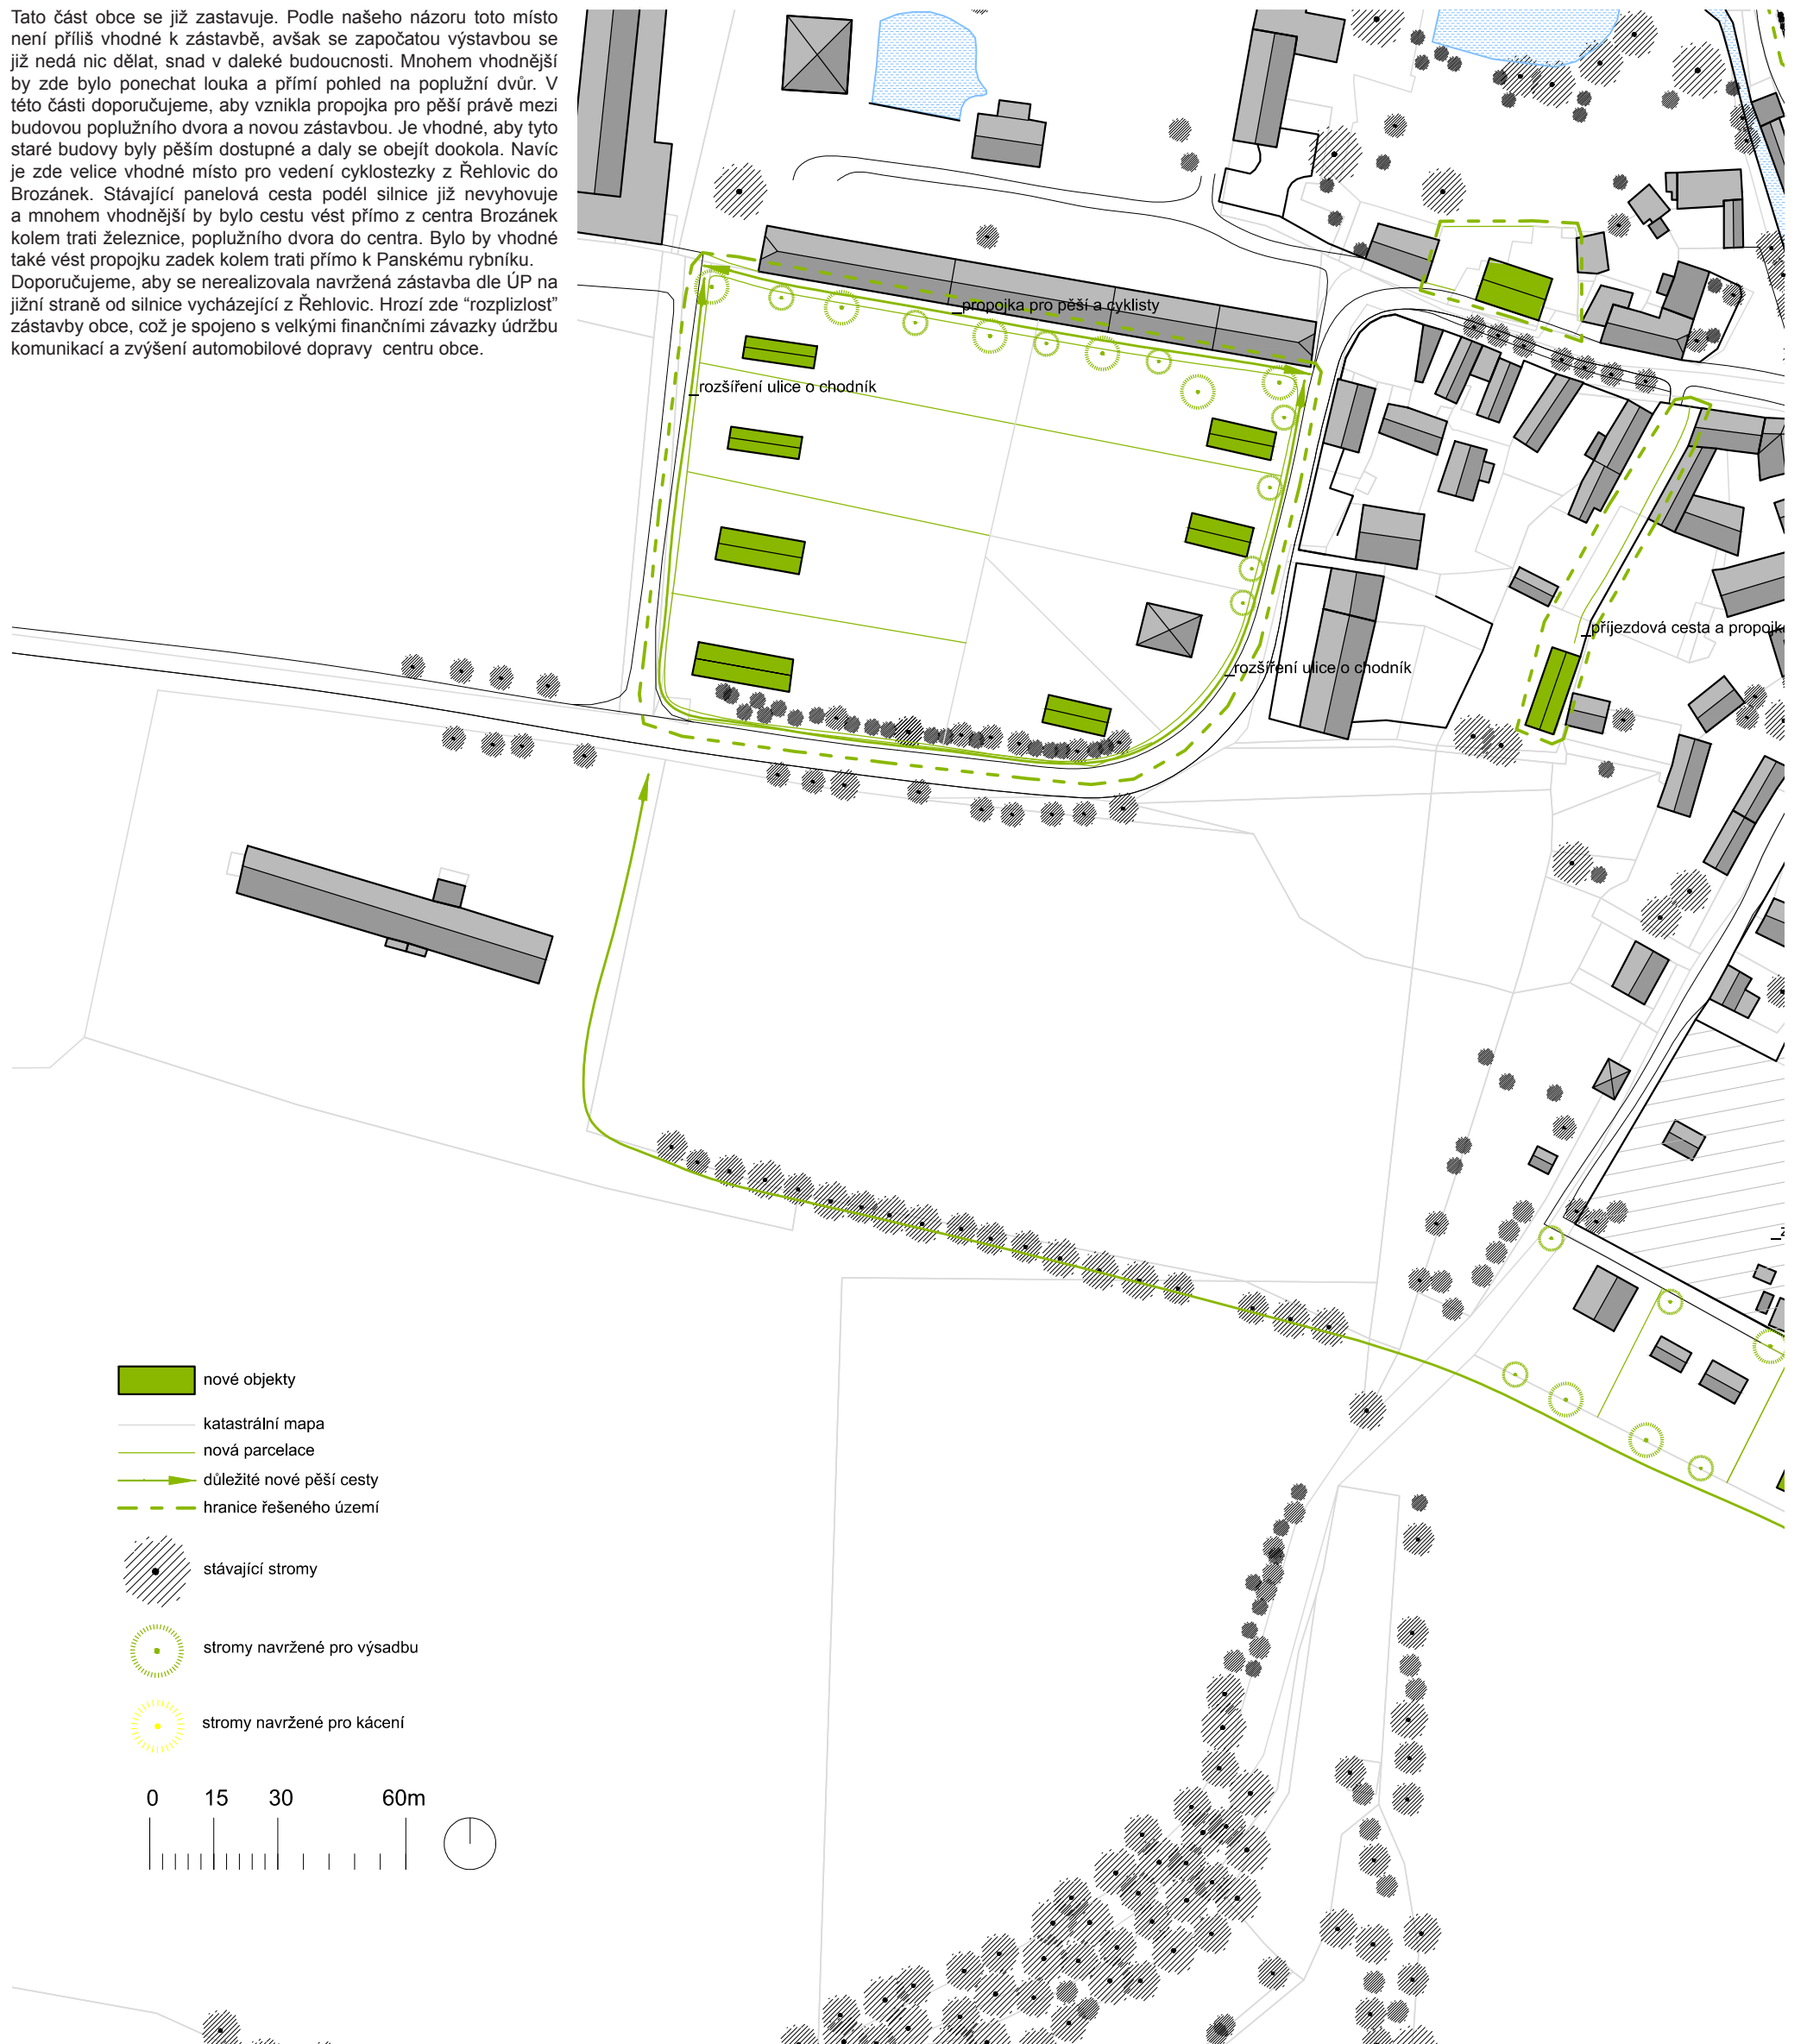 Tato část obce se již zastavuje. Podle našeho názoru toto místo
není příliš vhodné k zástavbě, avšak se započatou výstavbou se
již nedá nic dělat, snad v daleké budoucnosti. Mnohem vhodnější
by zde bylo ponechat louka a přímí pohled na poplužní dvůr. V
této části doporučujeme, aby vznikla propojka pro pěší právě mezi
budovou poplužního dvora a novou zástavbou. Je vhodné, aby tyto
staré budovy byly pěším dostupné a daly se obejít dookola. Navíc
je zde velice vhodné místo pro vedení cyklostezky z Řehlovic do
Brozánek. Stávající panelová cesta podél silnice již nevyhovuje
a mnohem vhodnější by bylo cestu vést přímo z centra Brozánek
kolem trati železnice, poplužního dvora do centra. Bylo by vhodné
také vést propojku zadek kolem trati přímo k Panskému rybníku.
Doporučujeme, aby se nerealizovala navržená zástavba dle ÚP na
jižní straně od silnice vycházející z Řehlovic. Hrozí zde “rozplizlost”
zástavby obce, což je spojeno s velkými finančními závazky údržbu
komunikací a zvýšení automobilové dopravy centru obce.
_propojka pro pěší a cyklisty
_rozšíření ulice o chodník
_příjezdová cesta a propojk
_rozšíření ulice o chodník
nové objekty
katastrální mapa
nová parcelace
důležité nové pěší cesty
hranice řešeného území
stávající stromy
stromy navržené pro výsadbu
stromy navržené pro kácení
0 15 30 60m